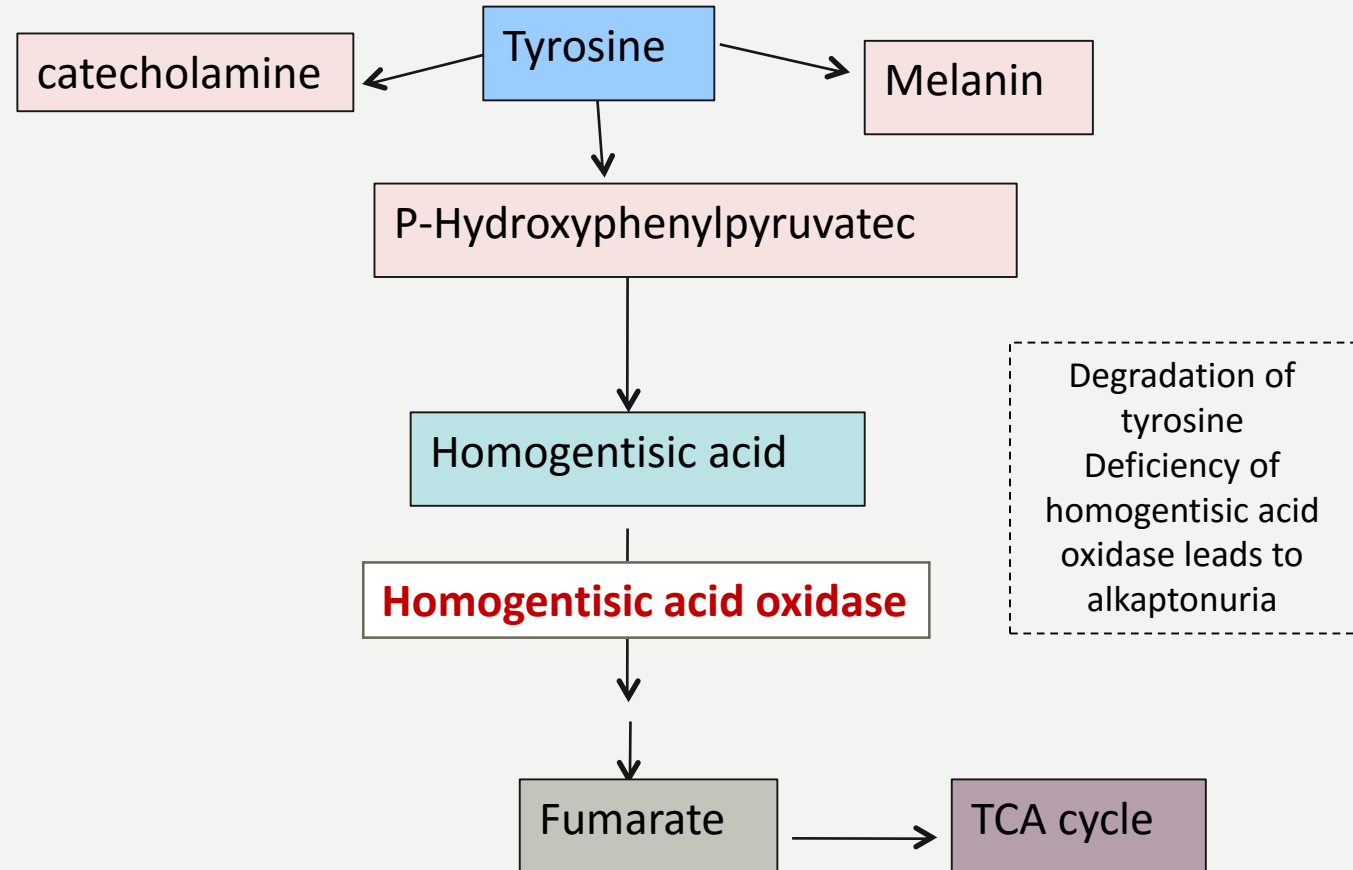 Tyrosine
catecholamine
Melanin
P-Hydroxyphenylpyruvatec
Homogentisic acid
Degradation of
tyrosine
Deficiency of
homogentisic acid
oxidase leads to
alkaptonuria
Homogentisic acid oxidase
Fumarate
TCA cycle